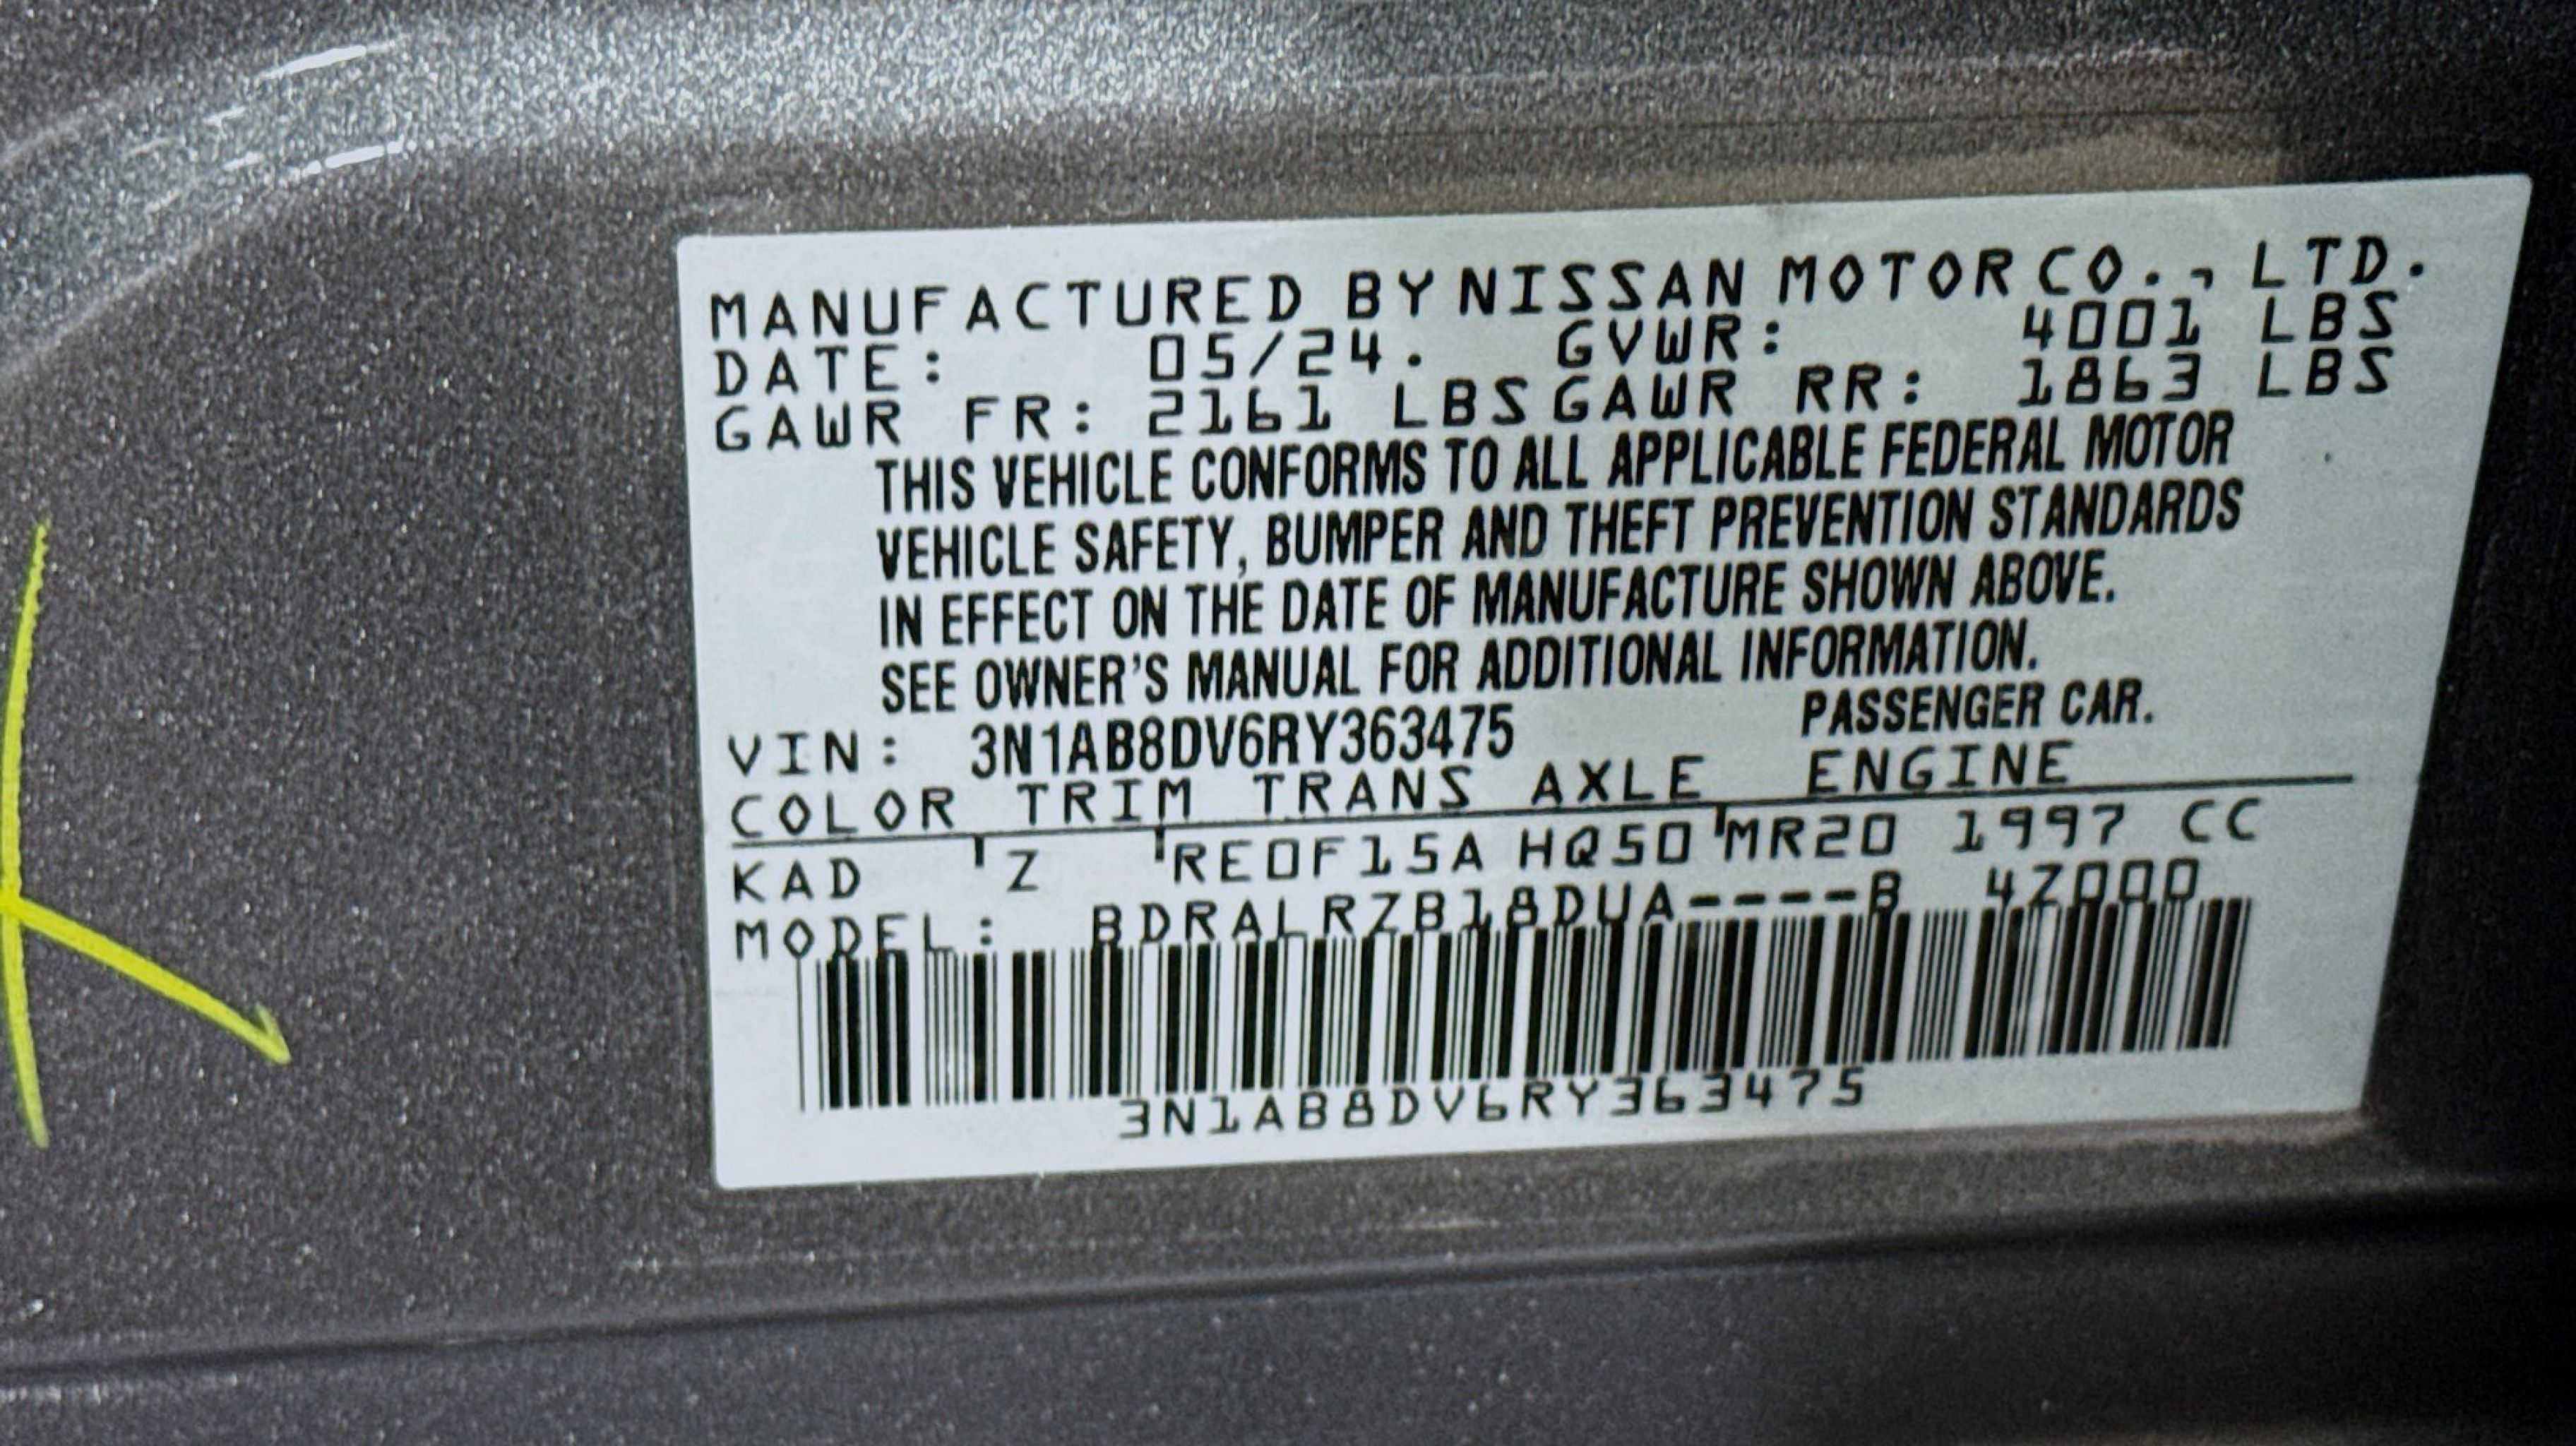 MANUFACTURED BY NISSAN MOTOR CO., LTD.
DATE: 05/24. GVWR: 4001 LBS
GAWR FR: 2161 LBS GAWR RR: 1863 LBS
THIS VEHICLE CONFORMS TO ALL APPLICABLE FEDERAL MOTOR
VEHICLE SAFETY, BUMPER AND THEFT PREVENTION STANDARDS
IN EFFECT ON THE DATE OF MANUFACTURE SHOWN ABOVE.
SEE OWNER'S MANUAL FOR ADDITIONAL INFORMATION.
VIN: 3N1AB8DV6RY363475 PASSENGER CAR.
COLOR TRIM TRANS AXLE ENGINE
KAD Z RE0F15A HQ50 MR20 1997 CC
MODEL: BDRALRZB18DUA----B 4Z000
3N1AB8DV6RY363475